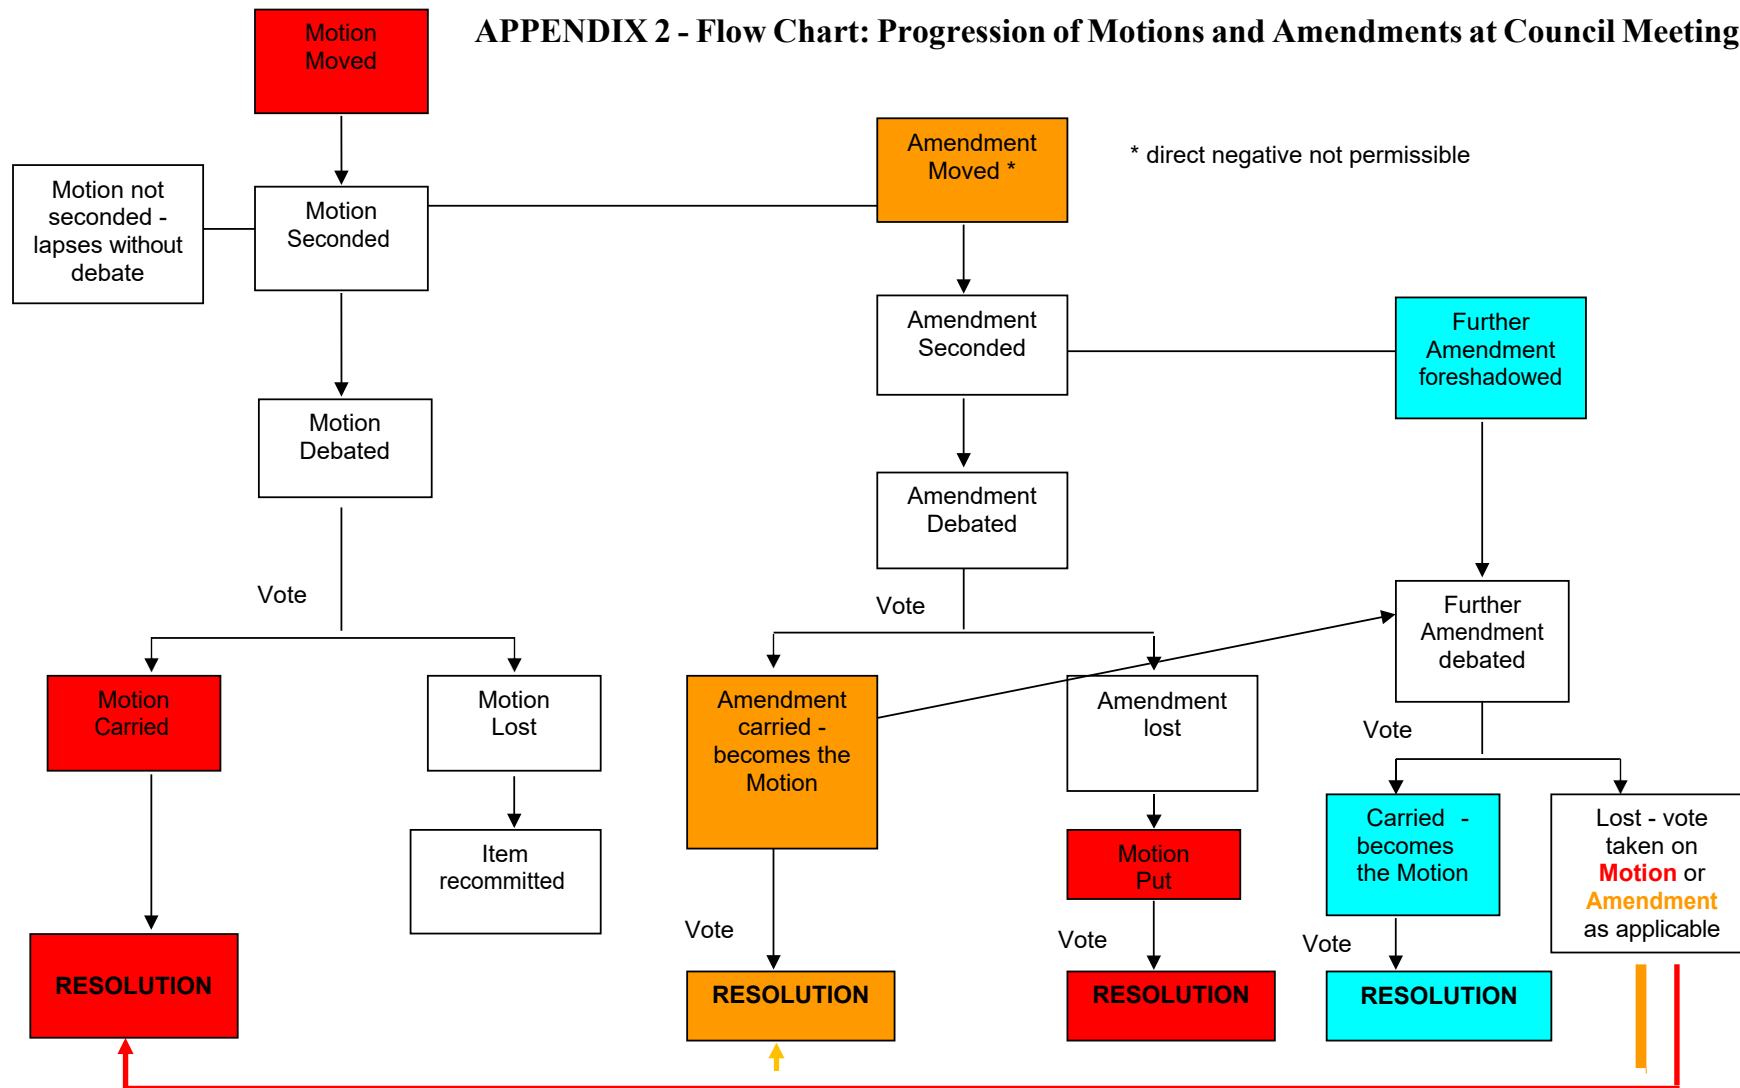 APPENDIX 2 - Flow Chart: Progression of Motions and Amendments at Council Meeting
Motion
Moved
Amendment
Moved *
* direct negative not permissible
Motion not
seconded -
lapses without
debate
Motion
Seconded
Amendment
Seconded
Further
Amendment
foreshadowed
Motion
Debated
Amendment
Debated
Vote
Vote
Further
Amendment
debated
Motion
Carried
Motion
Lost
Amendment
carried -
becomes the
Motion
Amendment
lost
Vote
Item
recommitted
Motion
Put
Carried -
becomes
the Motion
Lost - vote
taken on
Motion or
Amendment
as applicable
Vote
Vote
Vote
RESOLUTION
RESOLUTION
RESOLUTION
RESOLUTION